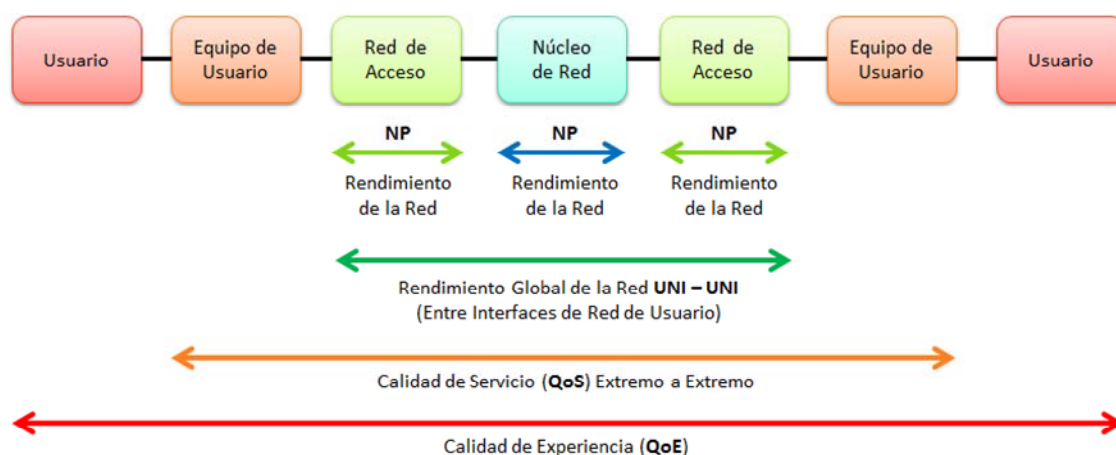 Usuario
Equipo de
Usuario
Red de
Acceso
Núcleo
de Red
Red de
Acceso
Equipo de
Usuario
Usuario
NP
NP
NP
Rendimiento
de la Red
Rendimiento
de la Red
Rendimiento
de la Red
Rendimiento Global de la Red UNI – UNI
(Entre Interfaces de Red de Usuario)
Calidad de Servicio (QoS) Extremo a Extremo
Calidad de Experiencia (QoE)